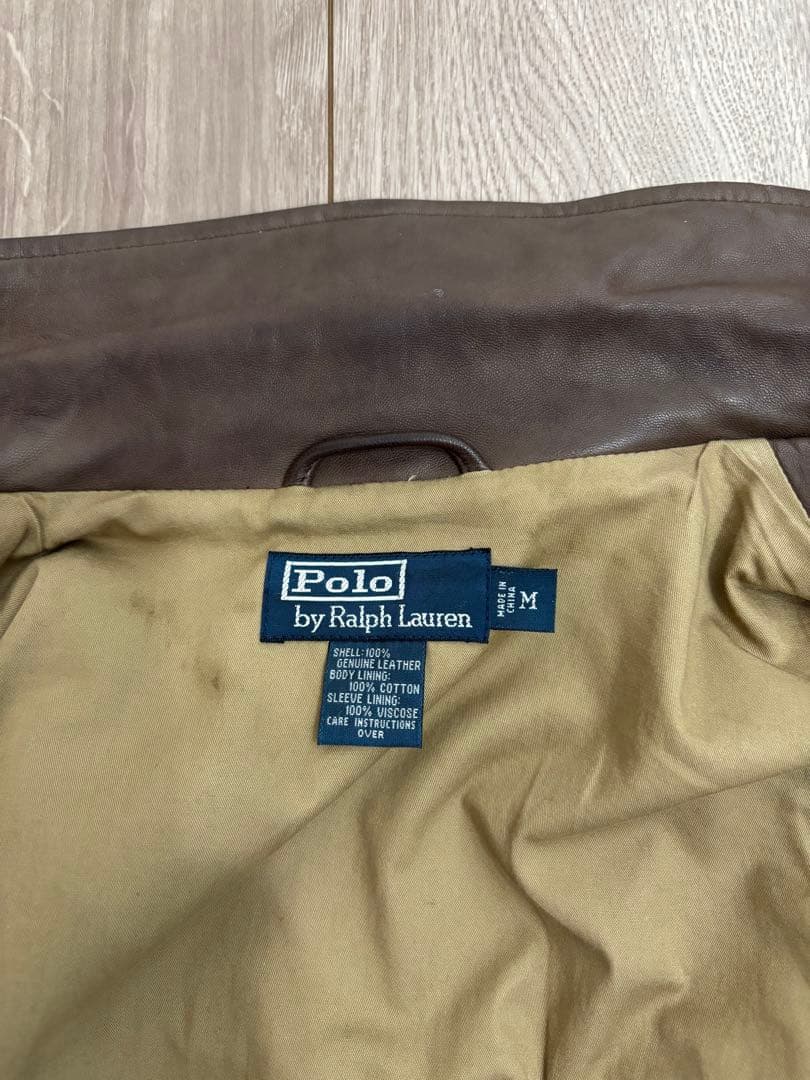 Polo
by Ralph Lauren
MADE IN
CHINA
M
SHELL: 100%
GENUINE LEATHER
BODY LINING:
100% COTTON
SLEEVE LINING:
100% VISCOSE
CARE INSTRUCTIONS
OVER